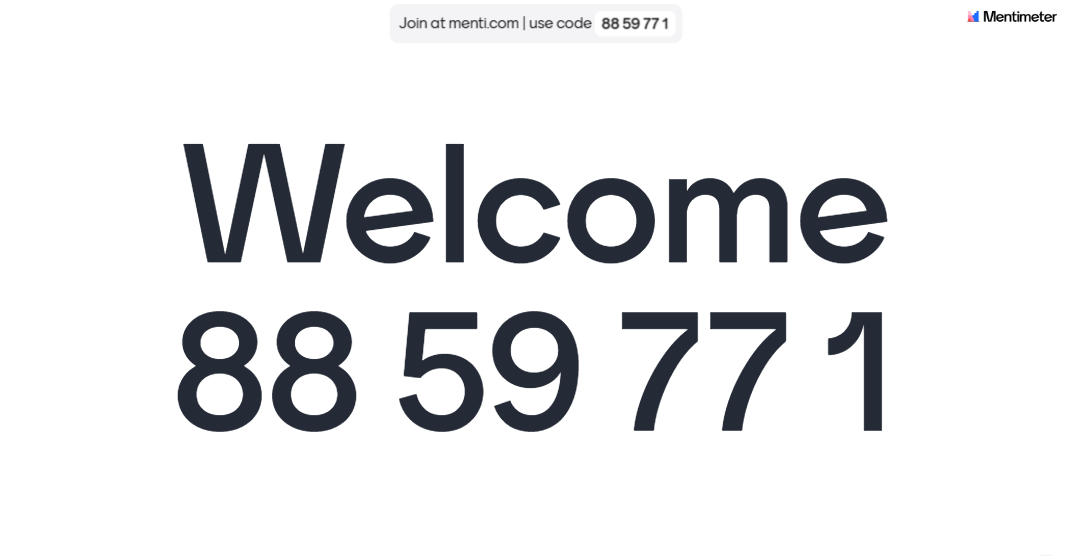 Join at menti.com | use code 88 59 77 1
Mentimeter
Welcome
88 59 77 1